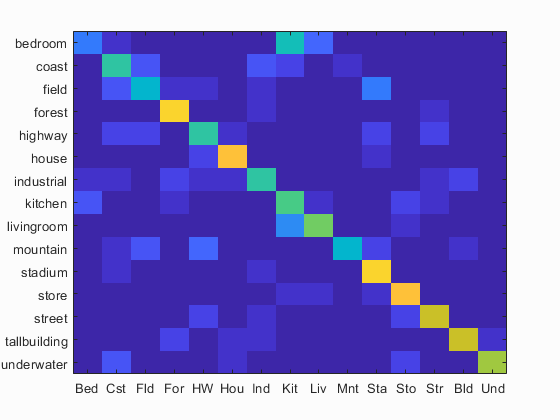 bedroom
coast
field
forest
highway
house
industrial
kitchen
livingroom
mountain
stadium
store
street
tallbuilding
underwater
Bed Cst Fld For HW Hou Ind Kit Liv Mnt Sta Sto Str Bld Und